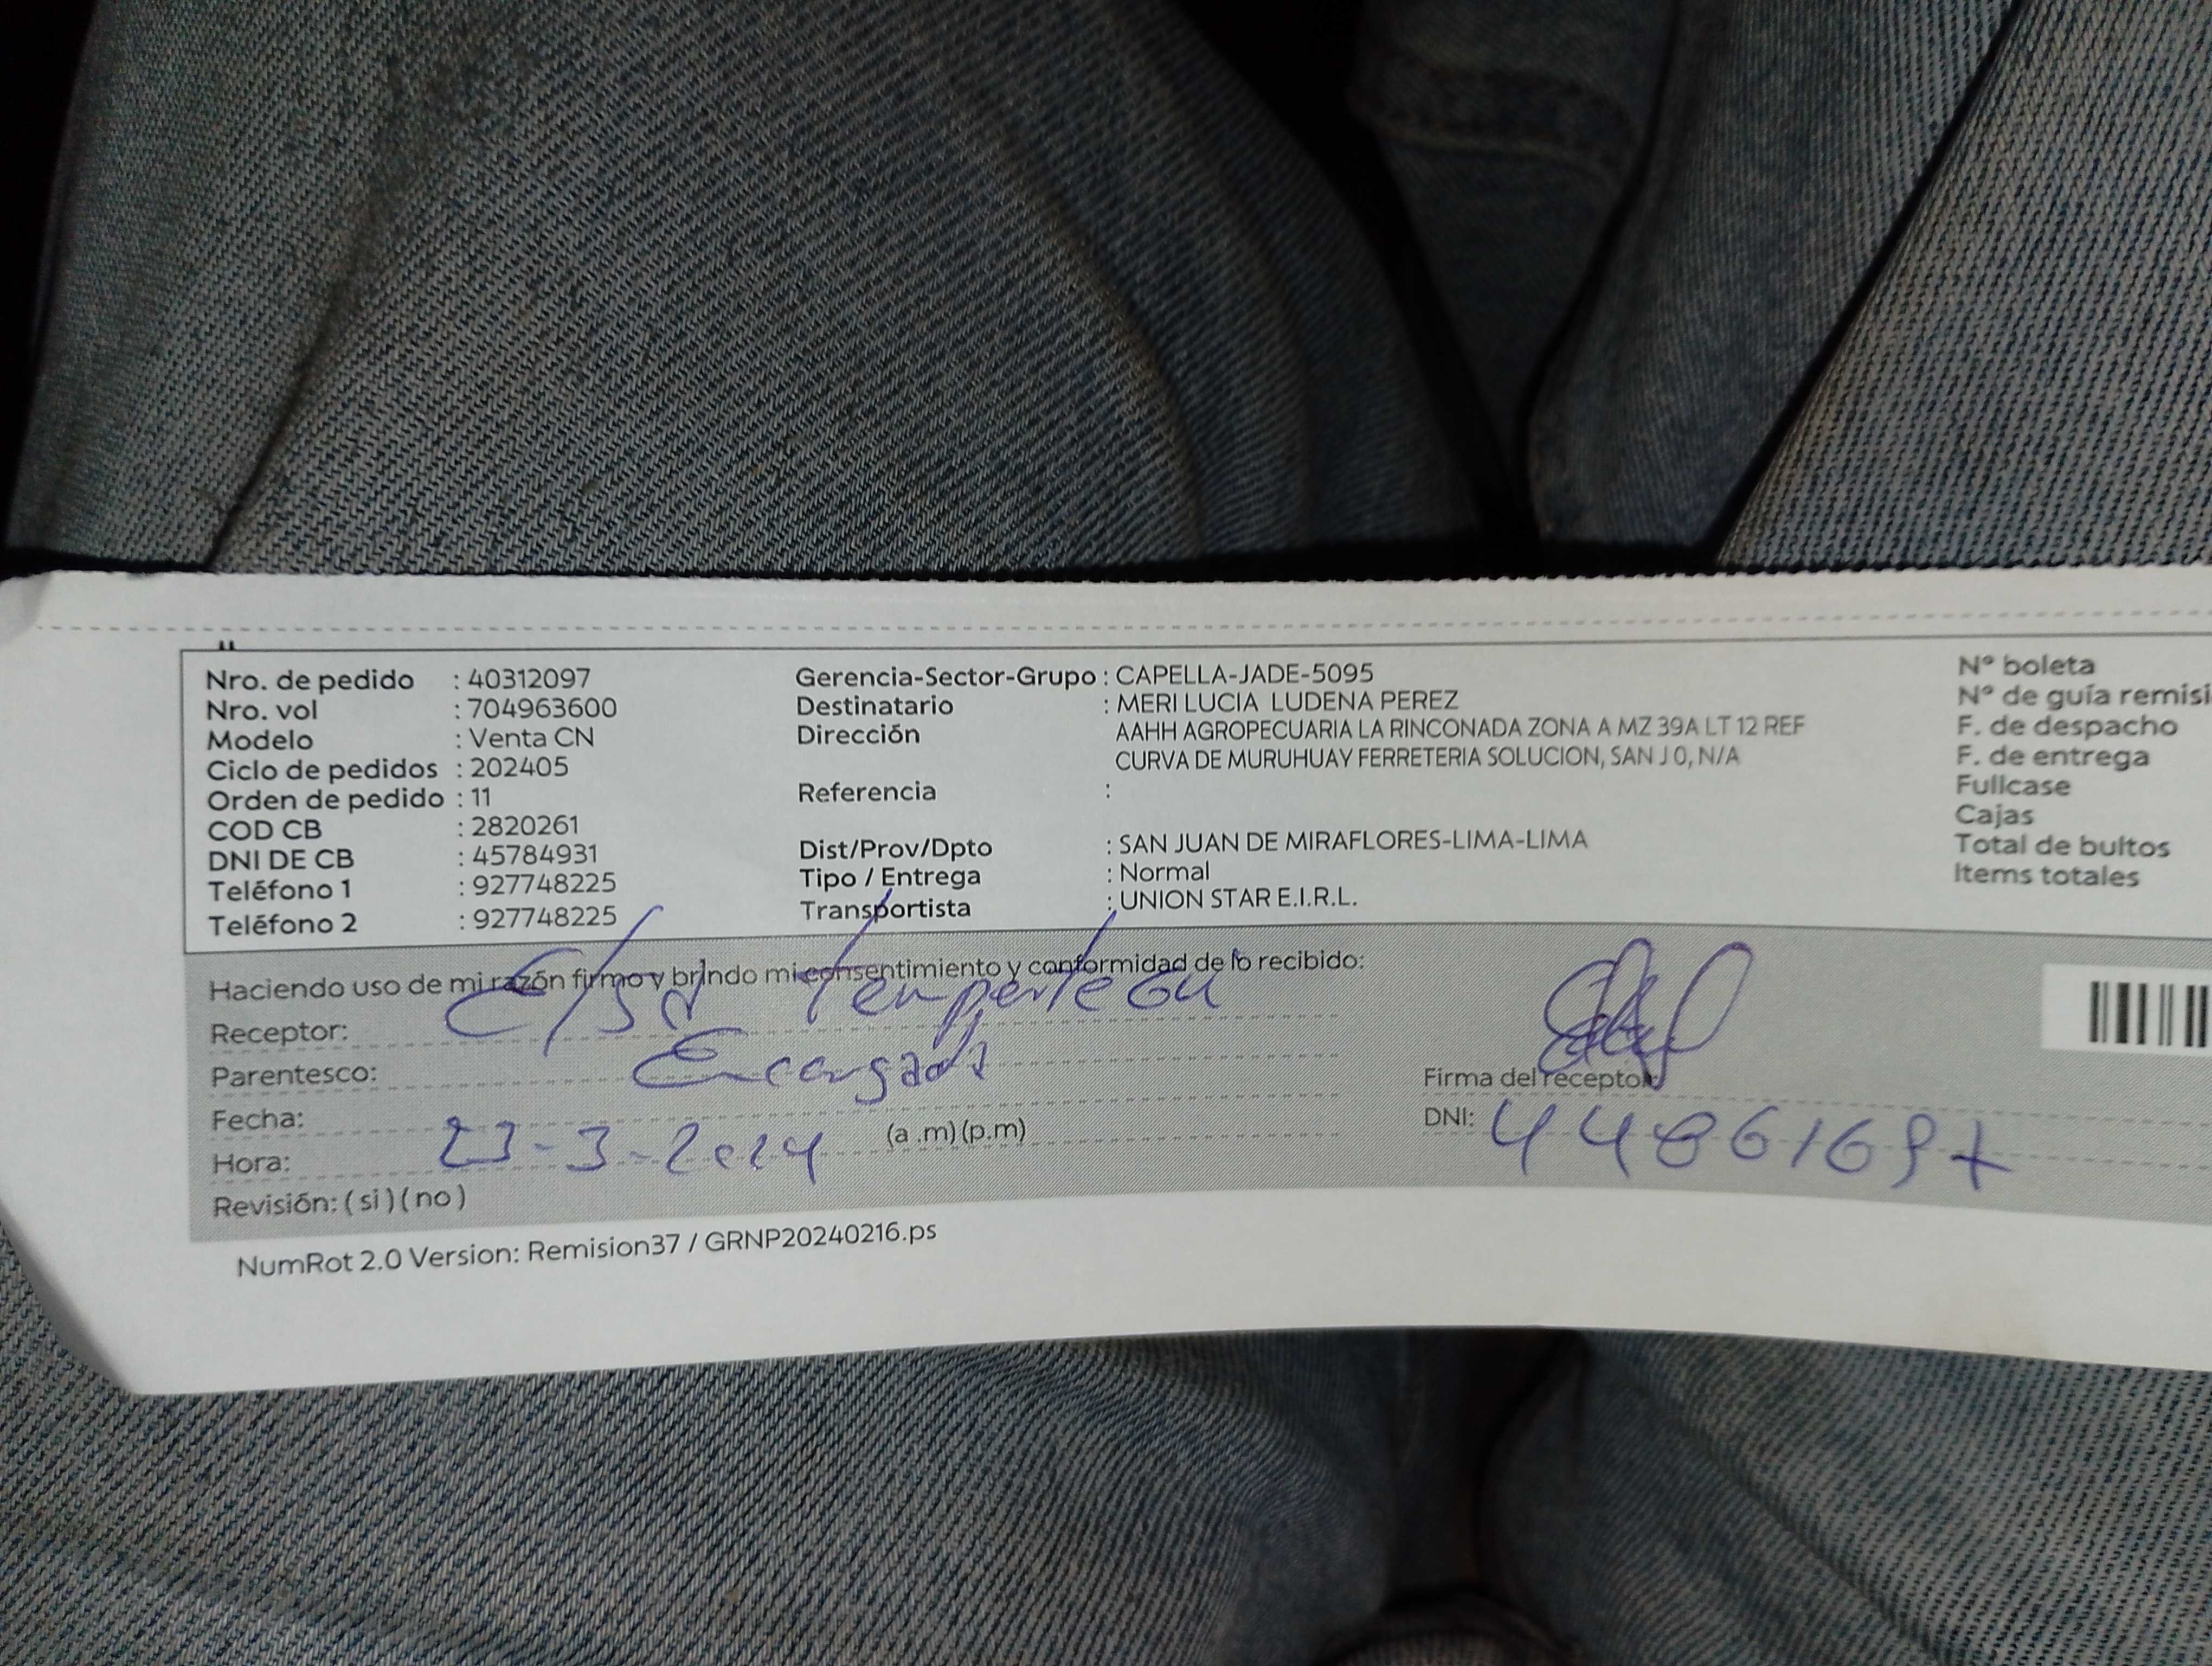 Nro. de pedido : 40312097
Nro. vol : 704963600
Modelo : Venta CN
Ciclo de pedidos : 202405
Orden de pedido : 11
COD CB : 2820261
DNI DE CB : 45784931
Teléfono 1 : 927748225
Teléfono 2 : 927748225
Gerencia-Sector-Grupo : CAPELLA-JADE-5095
Destinatario : MERI LUCIA LUDENA PEREZ
Dirección AAHH AGROPECUARIA LA RINCONADA ZONA A MZ 39A LT 12 REF
CURVA DE MURUHUAY FERRETERIA SOLUCION, SAN J 0, N/A
Referencia :
Dist/Prov/Dpto : SAN JUAN DE MIRAFLORES-LIMA-LIMA
Tipo / Entrega : Normal
Transportista : UNION STAR E.I.R.L.
N° boleta
N° de guía remisi
F. de despacho
F. de entrega
Fullcase
Cajas
Total de bultos
Items totales
Haciendo uso de mi razón firmo y brindo mi consentimiento y conformidad de lo recibido:
Receptor:
Parentesco: Encargado
Fecha:
Hora: 23-3-2024 (a .m) (p.m)
Revisión: ( si ) ( no )
Firma del receptor:
DNI: 44861697
NumRot 2.0 Version: Remision37 / GRNP20240216.ps